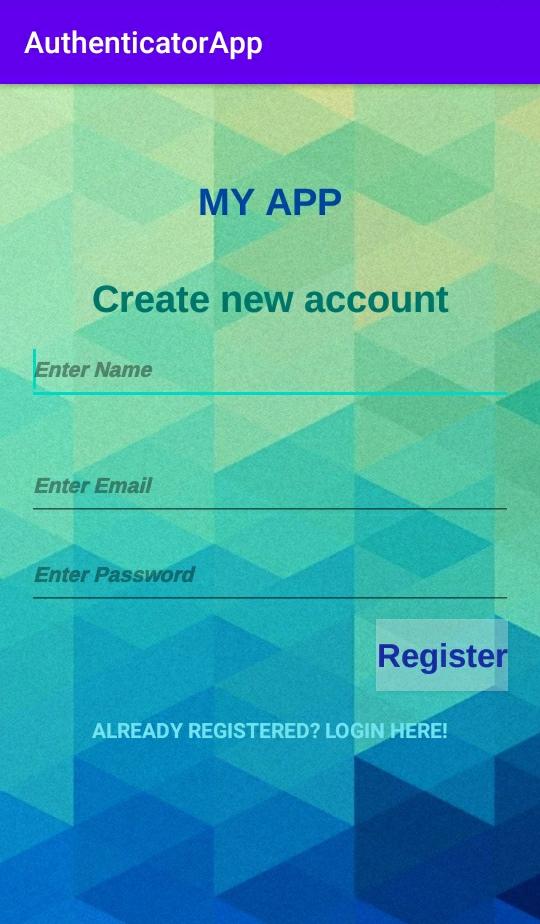 AuthenticatorApp
MY APP
Create new account
Enter Name
Enter Email
Enter Password
Register
ALREADY REGISTERED? LOGIN HERE!